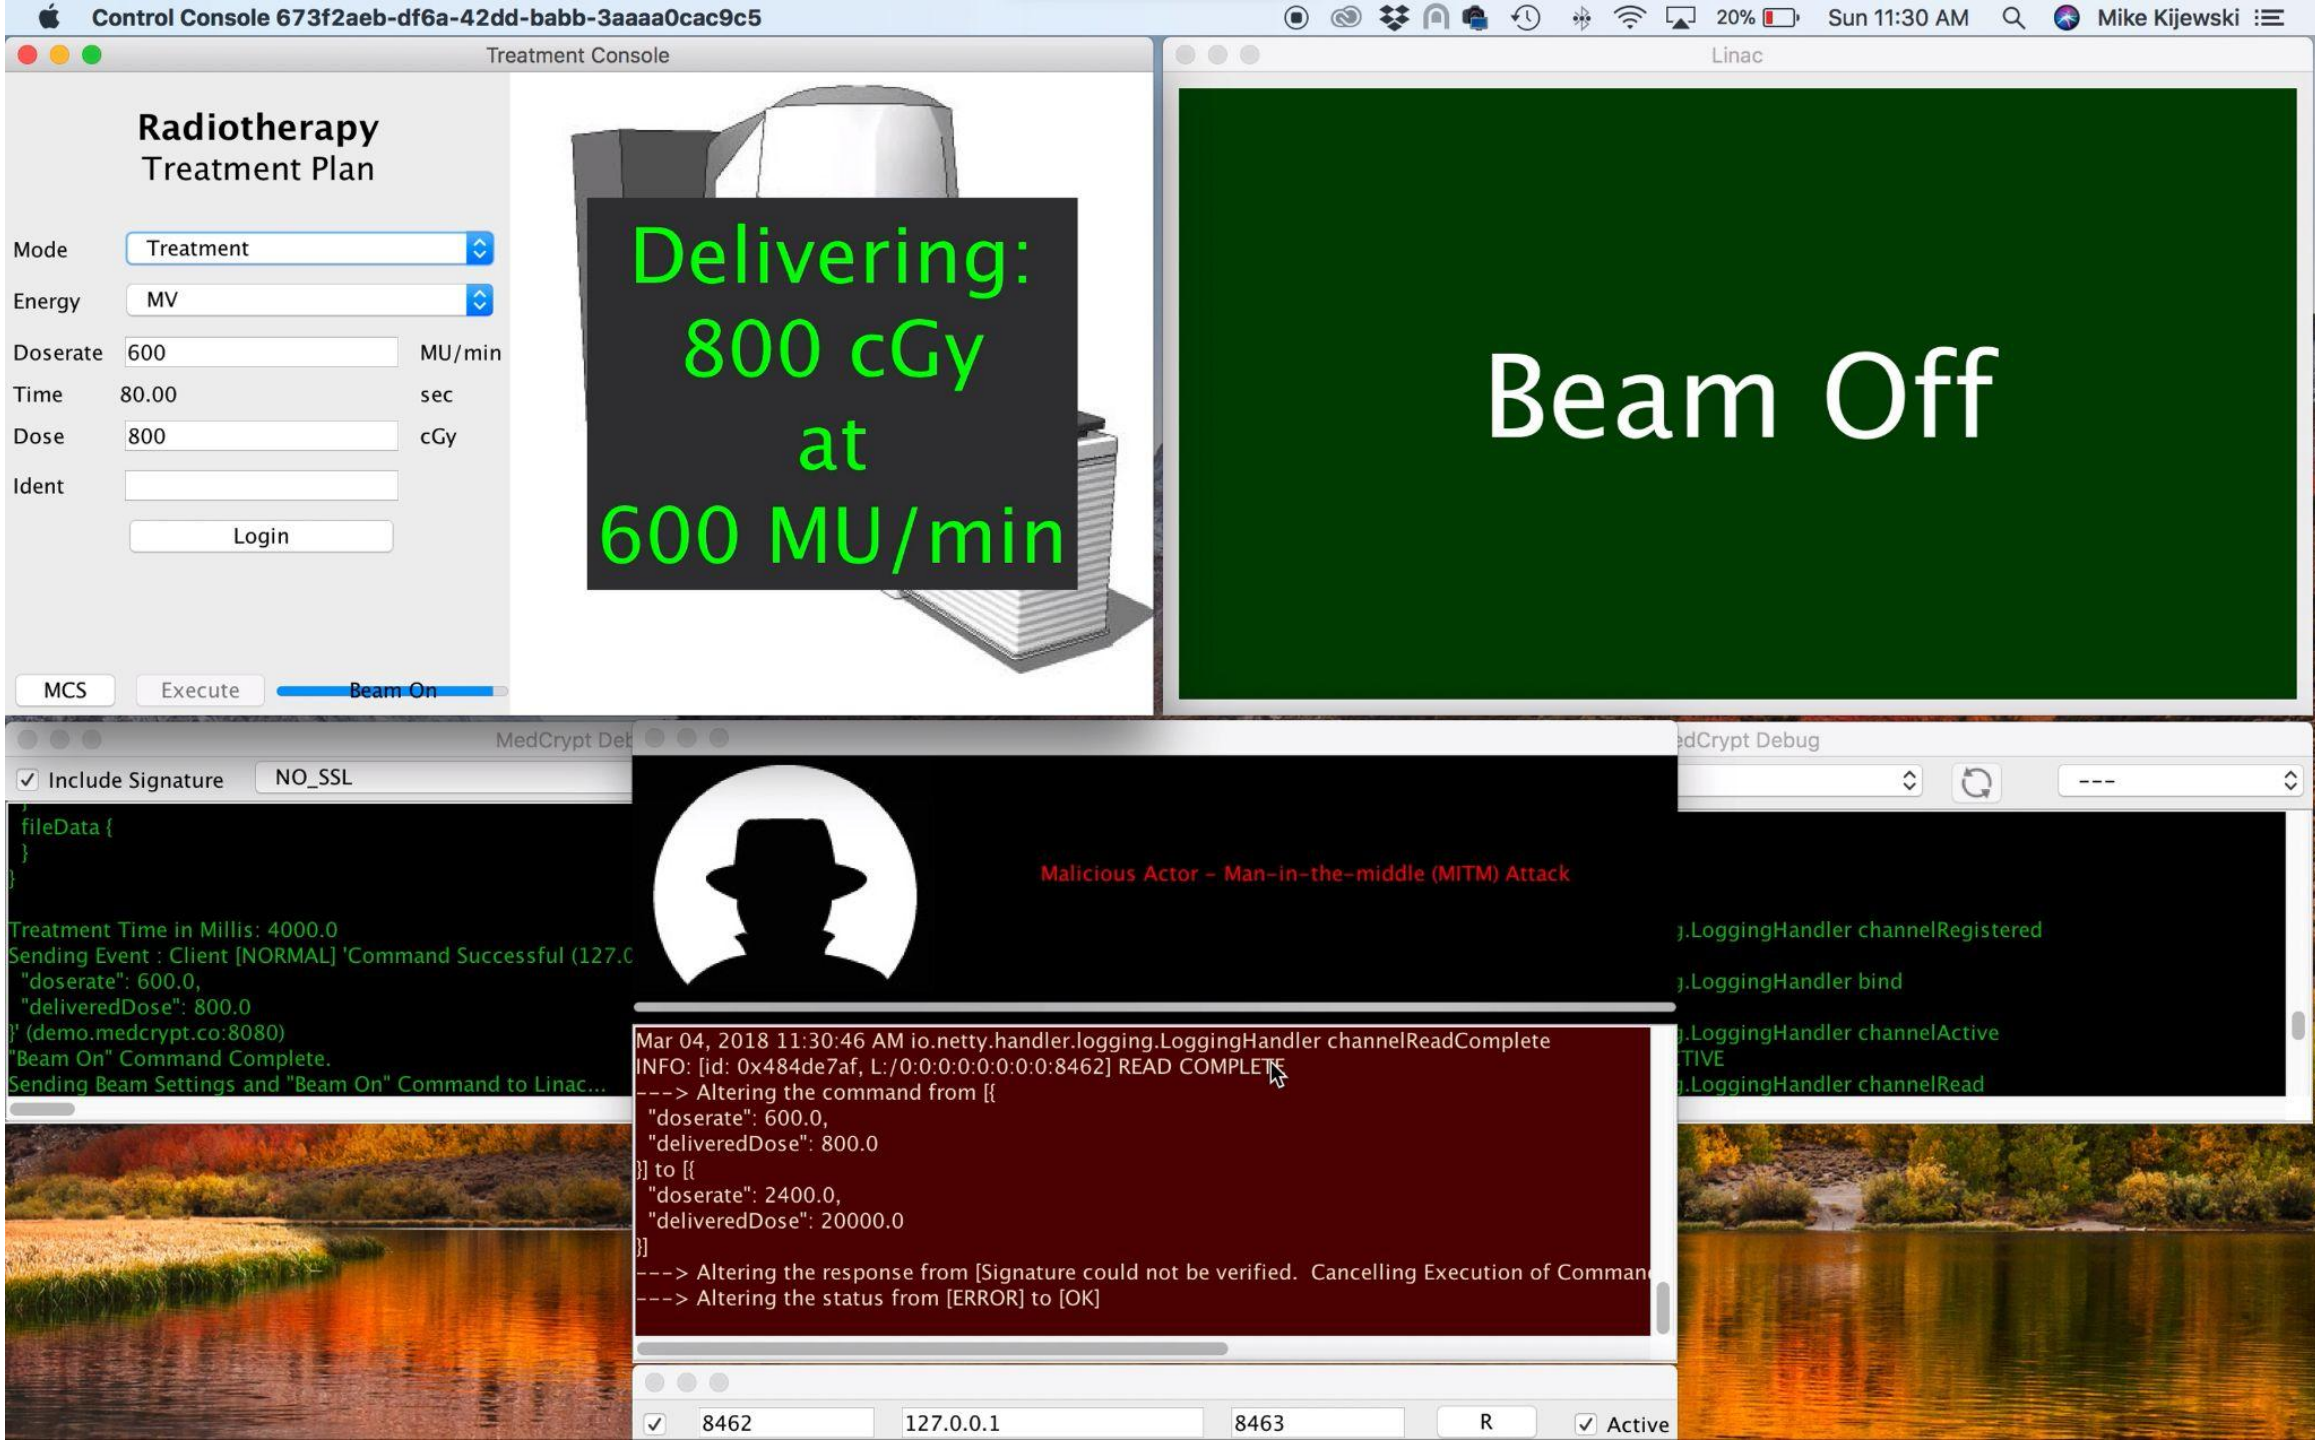 Control Console 673f2aeb-df6a-42dd-babb-3aaaa0cac9c5
20%
Sun 11:30 AM
Mike Kijewski
Treatment Console
Radiotherapy
Treatment Plan
Mode Treatment
Energy MV
Doserate 600 MU/min
Time 80.00 sec
Dose 800 cGy
Ident
Login
MCS Execute Beam On
Delivering:
800 cGy
at
600 MU/min
Linac
Beam Off
MedCrypt Deb
Include Signature NO_SSL
}
fileData {
}
}
Treatment Time in Millis: 4000.0
Sending Event : Client [NORMAL] 'Command Successful (127.0
"doserate": 600.0,
"deliveredDose": 800.0
}' (demo.medcrypt.co:8080)
"Beam On" Command Complete.
Sending Beam Settings and "Beam On" Command to Linac...
Malicious Actor - Man-in-the-middle (MITM) Attack
Mar 04, 2018 11:30:46 AM io.netty.handler.logging.LoggingHandler channelReadComplete
INFO: [id: 0x484de7af, L:/0:0:0:0:0:0:0:0:8462] READ COMPLETE
---> Altering the command from [{
"doserate": 600.0,
"deliveredDose": 800.0
}] to [{
"doserate": 2400.0,
"deliveredDose": 20000.0
}]
---> Altering the response from [Signature could not be verified. Cancelling Execution of Comman
---> Altering the status from [ERROR] to [OK]
edCrypt Debug
---
g.LoggingHandler channelRegistered
g.LoggingHandler bind
g.LoggingHandler channelActive
TIVE
g.LoggingHandler channelRead
8462 127.0.0.1 8463 R Active